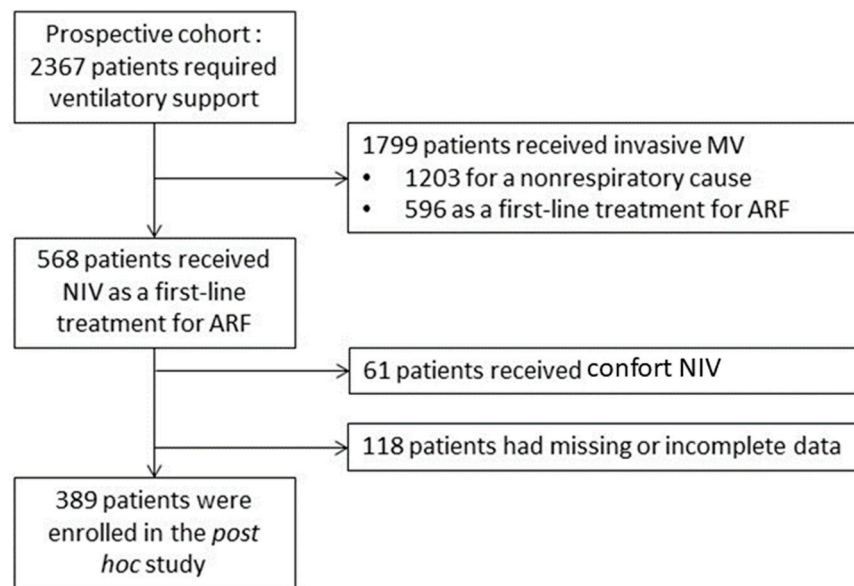 Prospective cohort :
2367 patients required
ventilatory support
1799 patients received invasive MV
• 1203 for a nonrespiratory cause
• 596 as a first-line treatment for ARF
568 patients received
NIV as a first-line
treatment for ARF
61 patients received confort NIV
118 patients had missing or incomplete data
389 patients were
enrolled in the post
hoc study